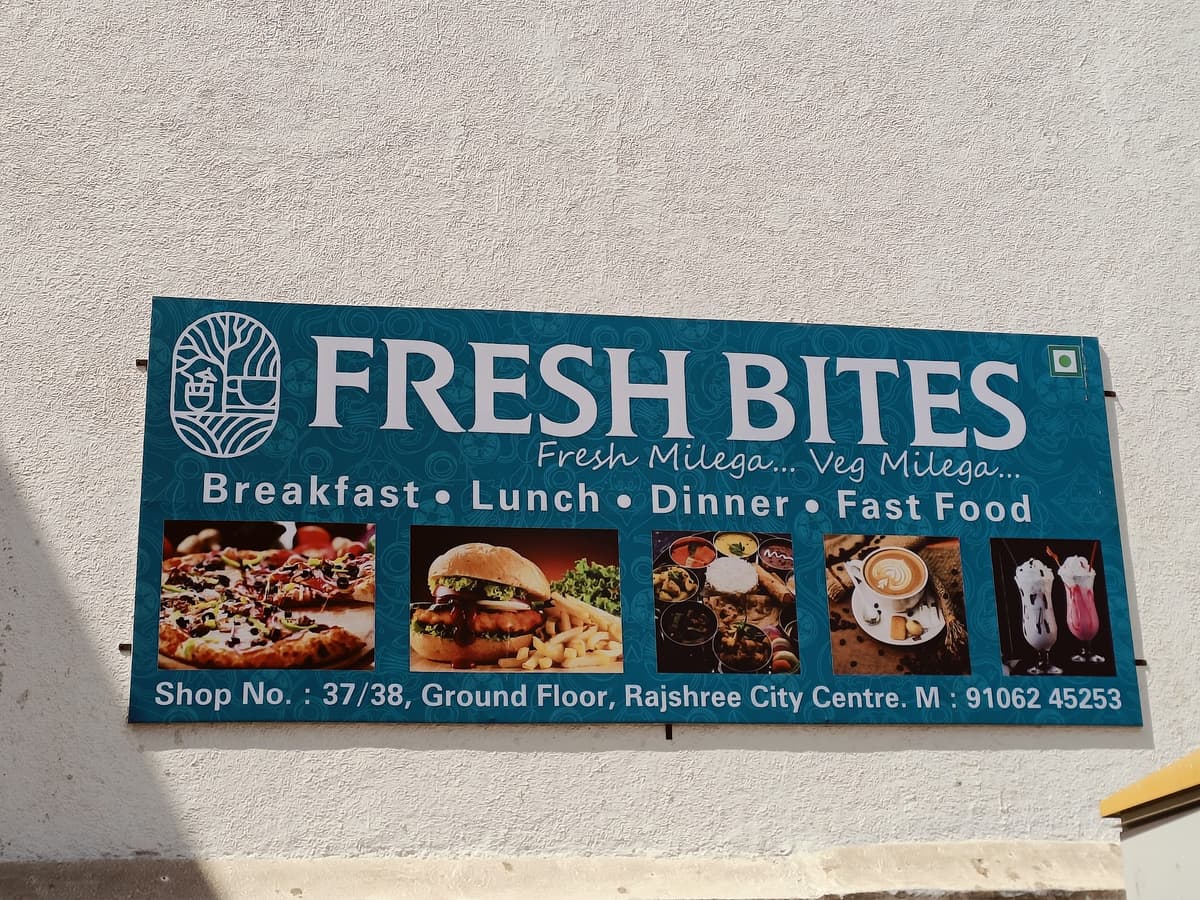 FRESH BITES
Fresh Milega... Veg Milega...
Breakfast • Lunch • Dinner • Fast Food
Shop No. : 37/38, Ground Floor, Rajshree City Centre. M : 91062 45253